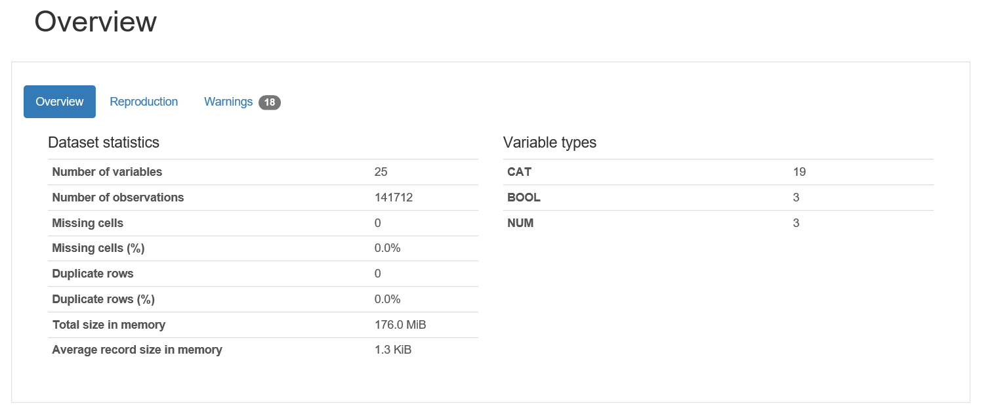 Overview
Overview Reproduction Warnings 18
Dataset statistics
Number of variables 25
Number of observations 141712
Missing cells 0
Missing cells (%) 0.0%
Duplicate rows 0
Duplicate rows (%) 0.0%
Total size in memory 176.0 MiB
Average record size in memory 1.3 KiB
Variable types
CAT 19
BOOL 3
NUM 3